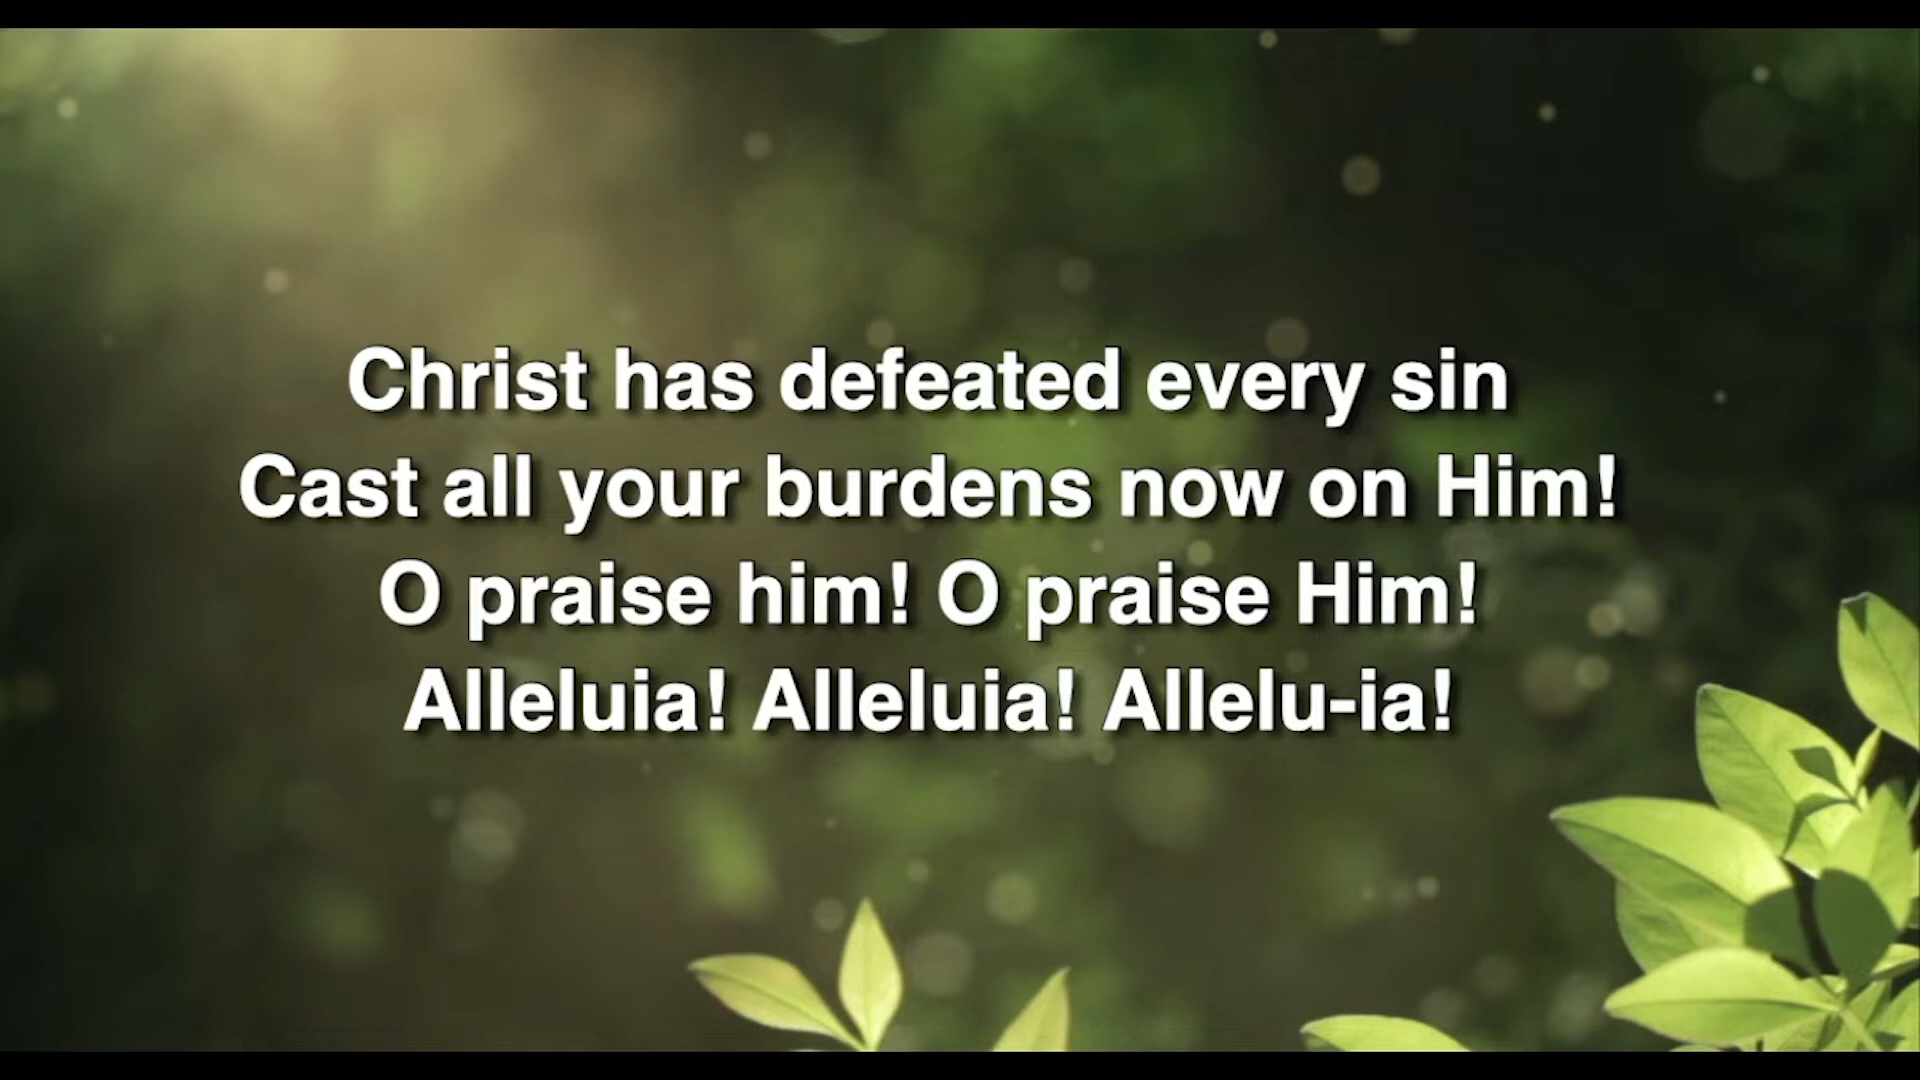 Christ has defeated every sin
Cast all your burdens now on Him!
O praise him! O praise Him!
Alleluia! Alleluia! Allelu-ia!